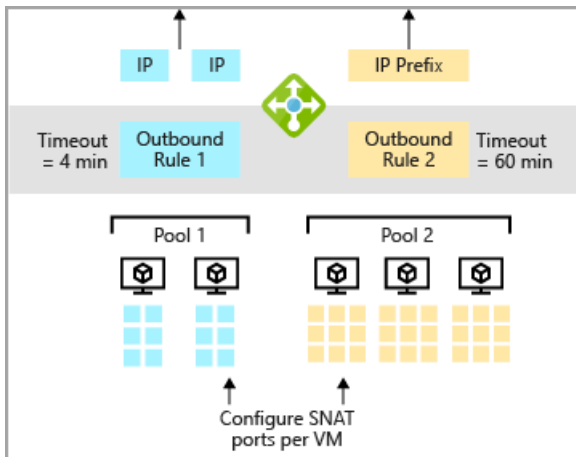 IP
IP
IP Prefix
Timeout
= 4 min
Outbound
Rule 1
Outbound
Rule 2
Timeout
= 60 min
Pool 1
Pool 2
Configure SNAT
ports per VM